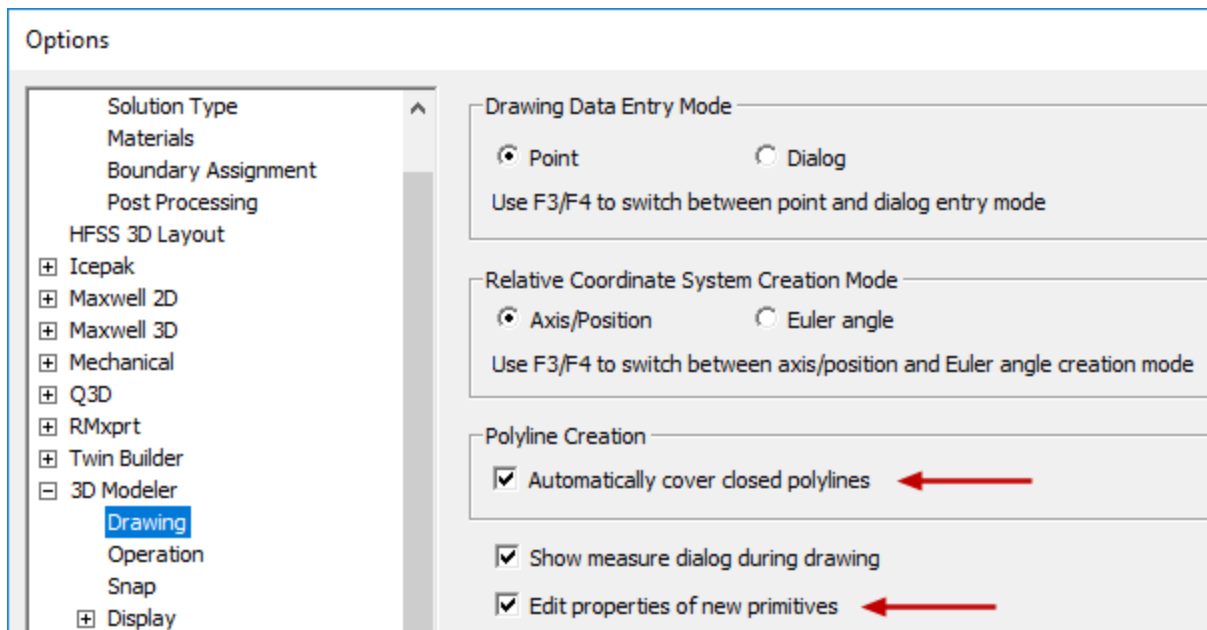 Options
Solution Type
Materials
Boundary Assignment
Post Processing
HFSS 3D Layout
Icepak
Maxwell 2D
Maxwell 3D
Mechanical
Q3D
RMxprt
Twin Builder
3D Modeler
Drawing
Operation
Snap
Display
Drawing Data Entry Mode
Point Dialog
Use F3/F4 to switch between point and dialog entry mode
Relative Coordinate System Creation Mode
Axis/Position Euler angle
Use F3/F4 to switch between axis/position and Euler angle creation mode
Polyline Creation
Automatically cover closed polylines
Show measure dialog during drawing
Edit properties of new primitives